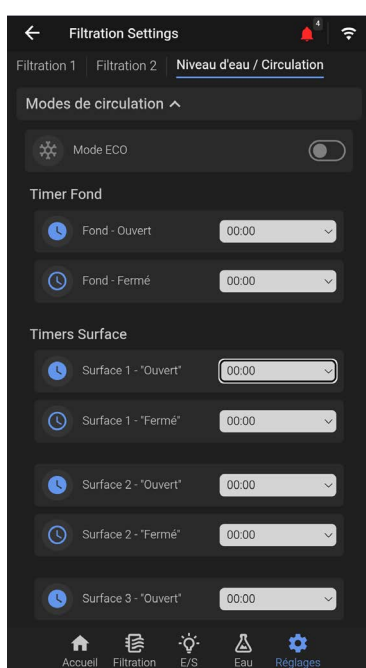 Filtration Settings
4
Filtration 1 Filtration 2 Niveau d'eau / Circulation
Modes de circulation
Mode ECO
Timer Fond
Fond - Ouvert 00:00
Fond - Fermé 00:00
Timers Surface
Surface 1 - "Ouvert" 00:00
Surface 1 - "Fermé" 00:00
Surface 2 - "Ouvert" 00:00
Surface 2 - "Fermé" 00:00
Surface 3 - "Ouvert" 00:00
Accueil Filtration E/S Eau Réglages